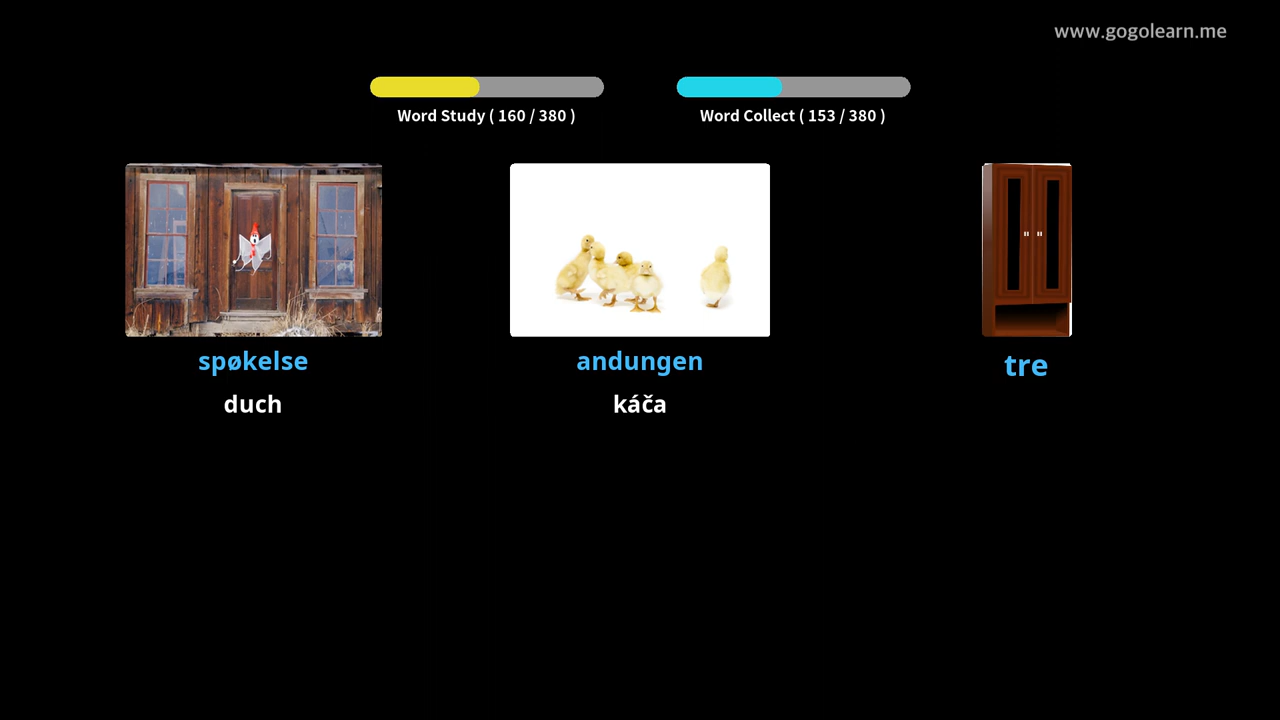 www.gogolearn.me
Word Study ( 160 / 380 )
Word Collect ( 153 / 380 )
spøkelse
duch
andungen
káča
tre